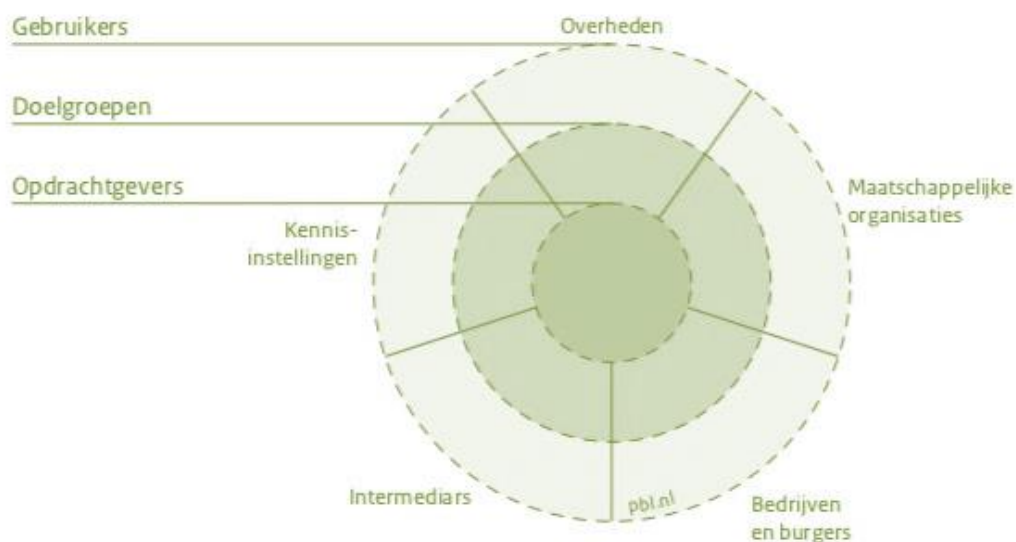 Gebruikers
Overheden
Doelgroepen
Opdrachtgevers
Maatschappelijke
organisaties
Kennis-
instellingen
Intermediars
pbl.nl
Bedrijven
en burgers